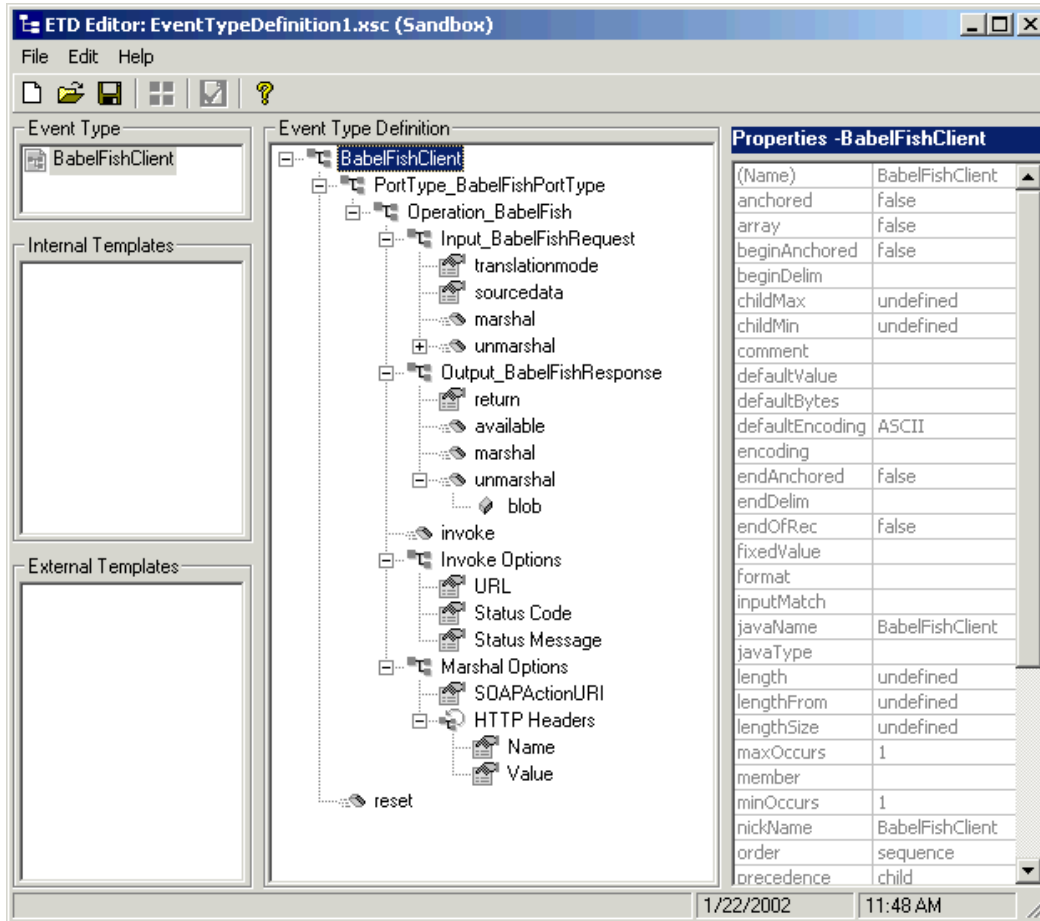 ETD Editor: EventTypeDefinition1.xsc (Sandbox)
File Edit Help
Event Type
BabelFishClient
Internal Templates
External Templates
Event Type Definition
BabelFishClient
PortType_BabelFishPortType
Operation_BabelFish
Input_BabelFishRequest
translationmode
sourcedata
marshal
unmarshal
Output_BabelFishResponse
return
available
marshal
unmarshal
blob
invoke
Invoke Options
URL
Status Code
Status Message
Marshal Options
SOAPActionURI
HTTP Headers
Name
Value
reset
Properties -BabelFishClient
(Name) BabelFishClient
anchored false
array false
beginAnchored false
beginDelim
childMax undefined
childMin undefined
comment
defaultValue
defaultBytes
defaultEncoding ASCII
encoding
endAnchored false
endDelim
endOfRec false
fixedValue
format
inputMatch
javaName BabelFishClient
javaType
length undefined
lengthFrom undefined
lengthSize undefined
maxOccurs 1
member
minOccurs 1
nickName BabelFishClient
order sequence
precedence child
1/22/2002 11:48 AM